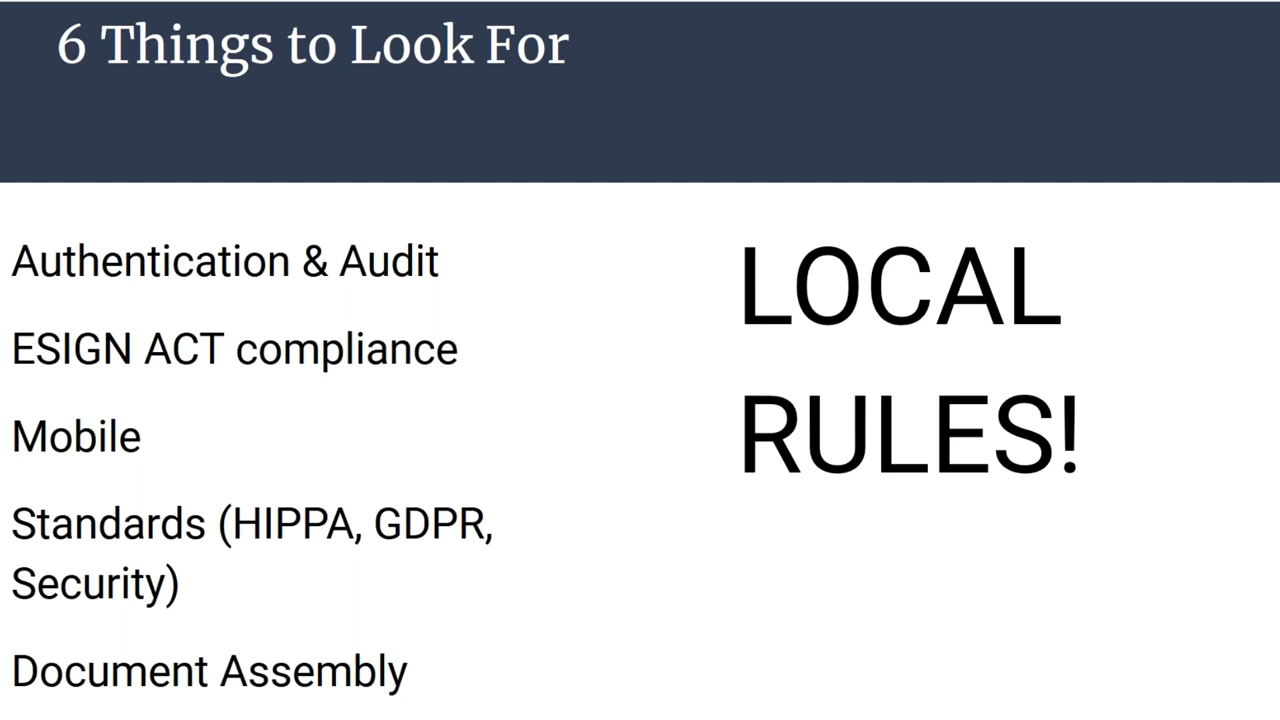 6 Things to Look For
Authentication & Audit
ESIGN ACT compliance
Mobile
Standards (HIPPA, GDPR,
Security)
Document Assembly
LOCAL
RULES!